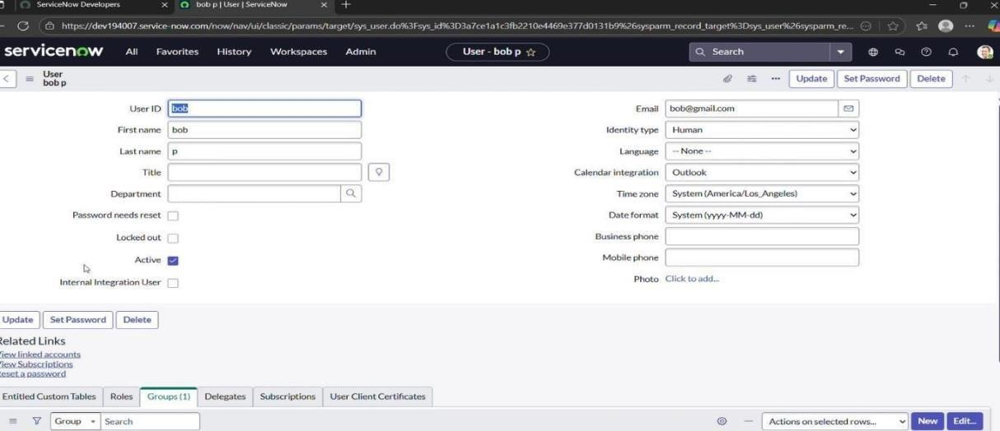 ServiceNow Developers
bob p | User | ServiceNow
https://dev194007.service-now.com/now/nav/ui/classic/params/target/sys_user.do%3Fsys_id%3D3a7ce1a1c3fb2210e4469e377d0131b9%26sysparm_record_target%3Dsys_user%26sysparm_re...
servicenow All Favorites History Workspaces Admin User - bob p Search
User
bob p
Update Set Password Delete
User ID bob
First name bob
Last name p
Title
Department
Password needs reset
Locked out
Active
Internal Integration User
Email bob@gmail.com
Identity type Human
Language -- None --
Calendar integration Outlook
Time zone System (America/Los_Angeles)
Date format System (yyyy-MM-dd)
Business phone
Mobile phone
Photo Click to add...
Update Set Password Delete
Related Links
View linked accounts
View Subscriptions
Reset a password
Entitled Custom Tables Roles Groups (1) Delegates Subscriptions User Client Certificates
Group Search Actions on selected rows... New Edit...